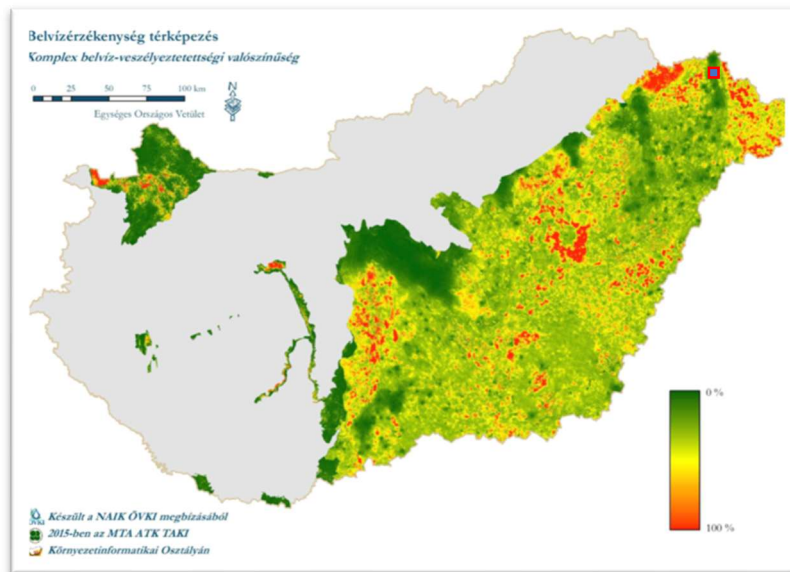 Belvízérzékenység térképezés
Komplex belvíz-veszélyeztetettségi valószínűség
0 25 50 75 100 km
N
Egységes Országos Vetület
0 %
100 %
ÖVKI
Készült a NAIK ÖVKI megbízásából
2015-ben az MTA ATK TAKI
Környezetinformatikai Osztályán